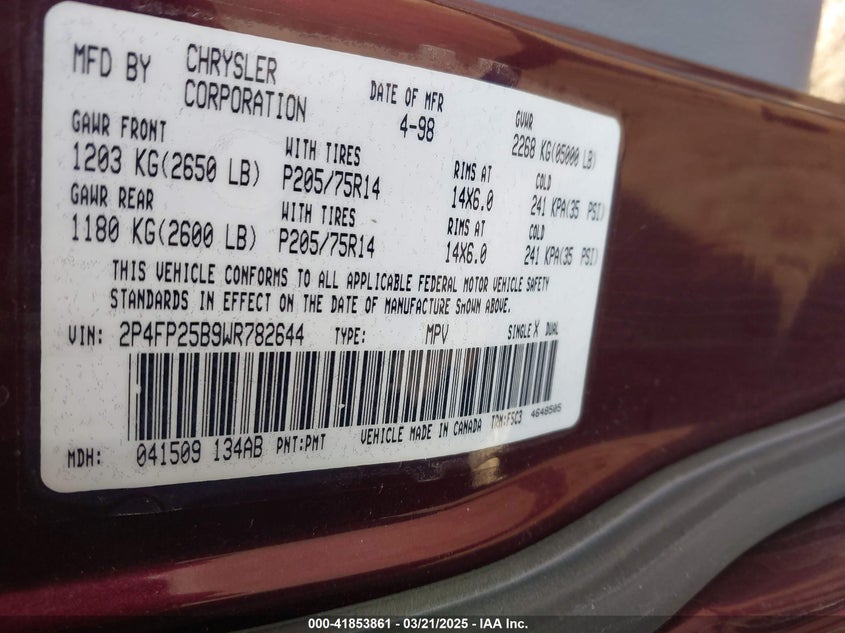 MFD BY CHRYSLER CORPORATION DATE OF MFR 4-98 GVWR 2268 KG(05000 LB)
GAWR FRONT WITH TIRES RIMS AT COLD
1203 KG(2650 LB) P205/75R14 14X6.0 241 KPA(35 PSI)
GAWR REAR WITH TIRES RIMS AT COLD
1180 KG(2600 LB) P205/75R14 14X6.0 241 KPA(35 PSI)
THIS VEHICLE CONFORMS TO ALL APPLICABLE FEDERAL MOTOR VEHICLE SAFETY
STANDARDS IN EFFECT ON THE DATE OF MANUFACTURE SHOWN ABOVE.
VIN: 2P4FP25B9WR782644 TYPE: MPV SINGLE X DUAL
MDH: 041509 134AB PNT:PMT VEHICLE MADE IN CANADA TRM:F5C3 4648505
000-41853861 - 03/21/2025 - IAA Inc.